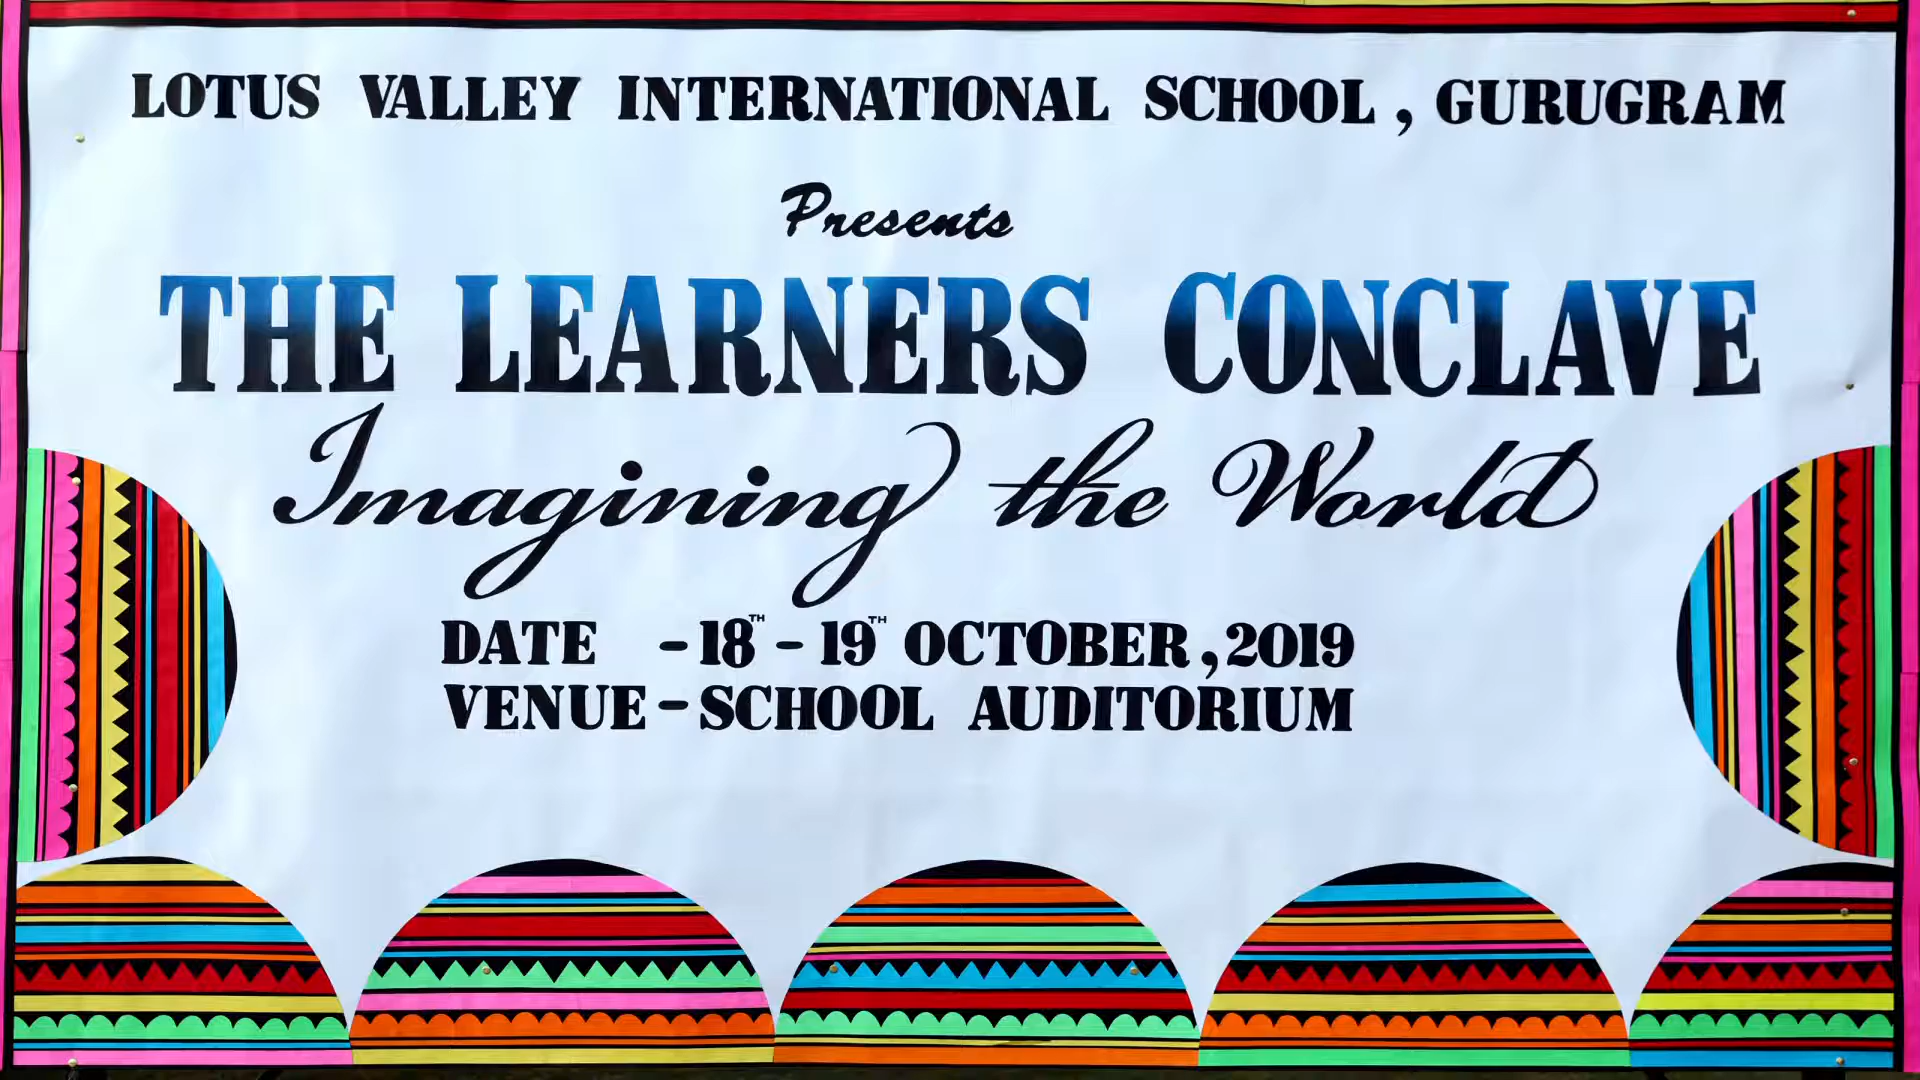 LOTUS VALLEY INTERNATIONAL SCHOOL, GURUGRAM
Presents
THE LEARNERS CONCLAVE
Imagining the World
DATE - 18TH - 19TH OCTOBER, 2019
VENUE - SCHOOL AUDITORIUM